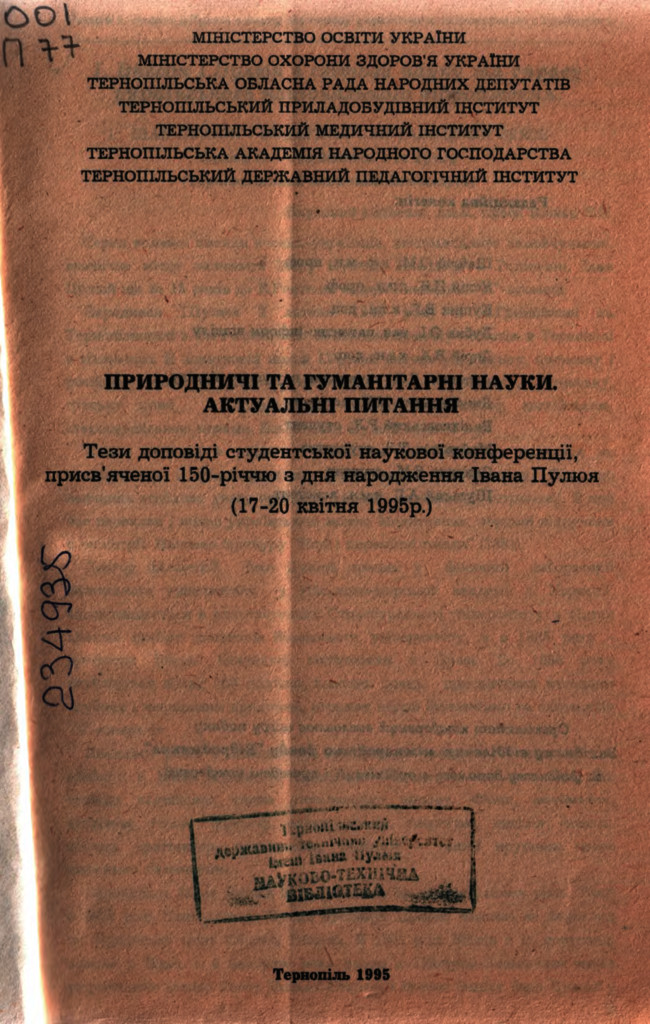 001
П 77
МІНІСТЕРСТВО ОСВІТИ УКРАЇНИ
МІНІСТЕРСТВО ОХОРОНИ ЗДОРОВ'Я УКРАЇНИ
ТЕРНОПІЛЬСЬКА ОБЛАСНА РАДА НАРОДНИХ ДЕПУТАТІВ
ТЕРНОПІЛЬСЬКИЙ ПРИЛАДОБУДІВНИЙ ІНСТИТУТ
ТЕРНОПІЛЬСЬКИЙ МЕДИЧНИЙ ІНСТИТУТ
ТЕРНОПІЛЬСЬКА АКАДЕМІЯ НАРОДНОГО ГОСПОДАРСТВА
ТЕРНОПІЛЬСЬКИЙ ДЕРЖАВНИЙ ПЕДАГОГІЧНИЙ ІНСТИТУТ
ПРИРОДНИЧІ ТА ГУМАНІТАРНІ НАУКИ.
АКТУАЛЬНІ ПИТАННЯ
Тези доповіді студентської наукової конференції,
присв'яченої 150-річчю з дня народження Івана Пулюя
(17-20 квітня 1995р.)
234935
Тернопільський
державний технічний університет
імені Івана Пулюя
НАУКОВО-ТЕХНІЧНА
БІБЛІОТЕКА
Тернопіль 1995